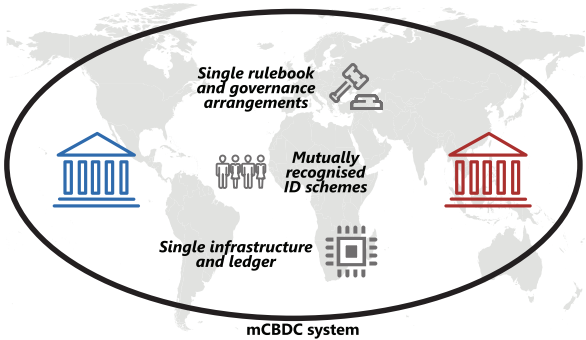 Single rulebook
and governance
arrangements
Mutually
recognised
ID schemes
Single infrastructure
and ledger
mCBDC system